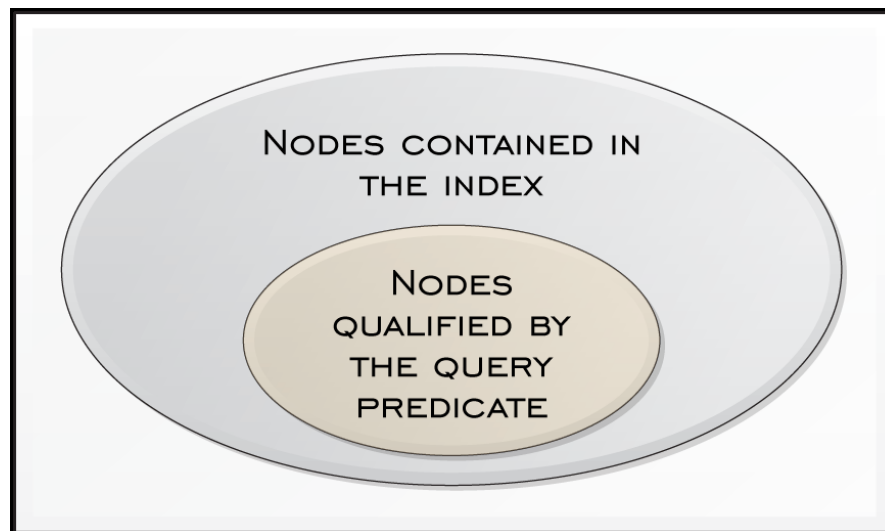 Nodes contained in
the index
Nodes
qualified by
the query
predicate